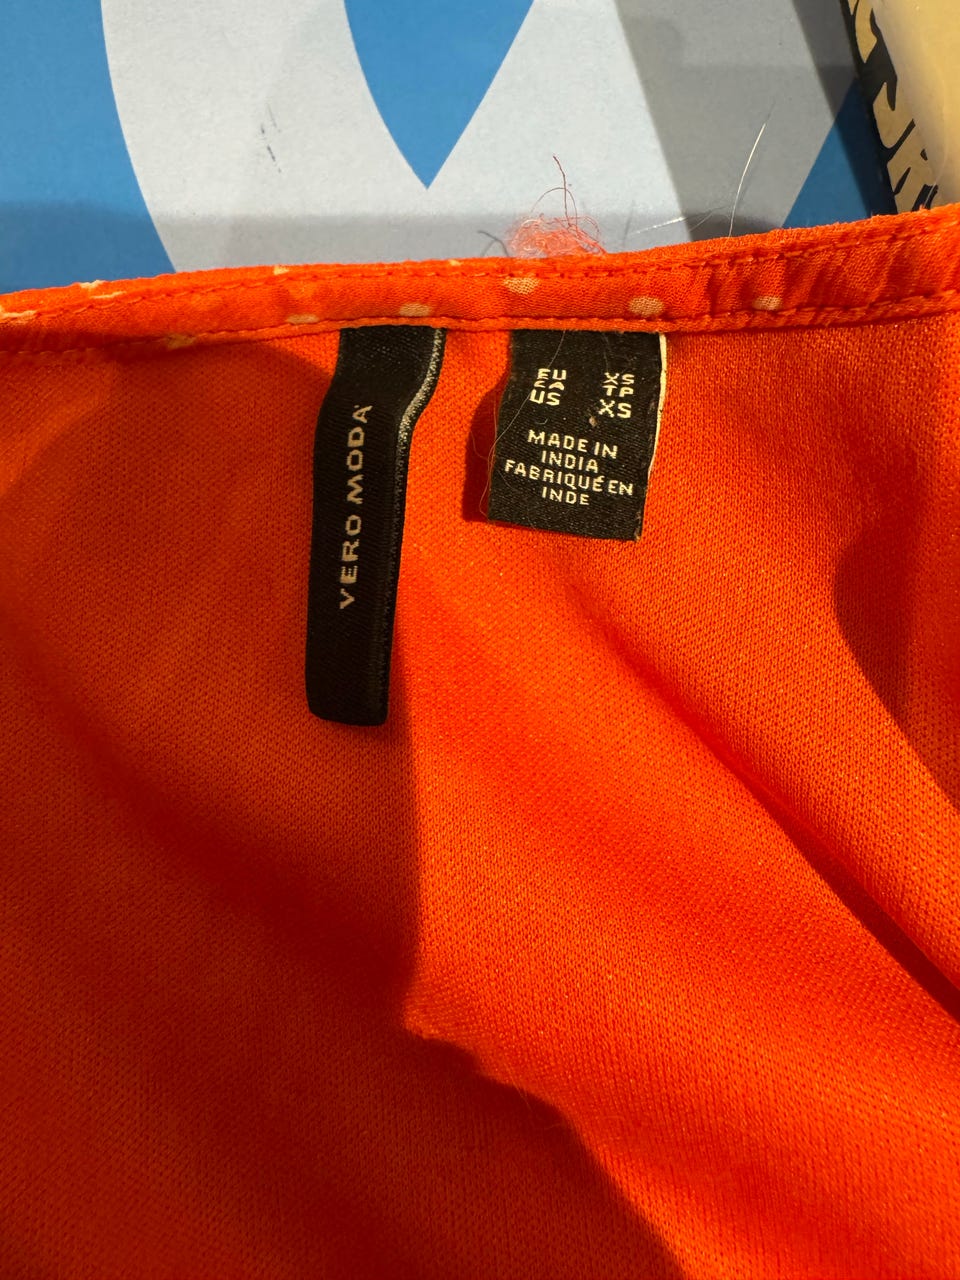 VERO MODA
EU XS
CA TP
US XS
MADE IN
INDIA
FABRIQUÉ EN
INDE